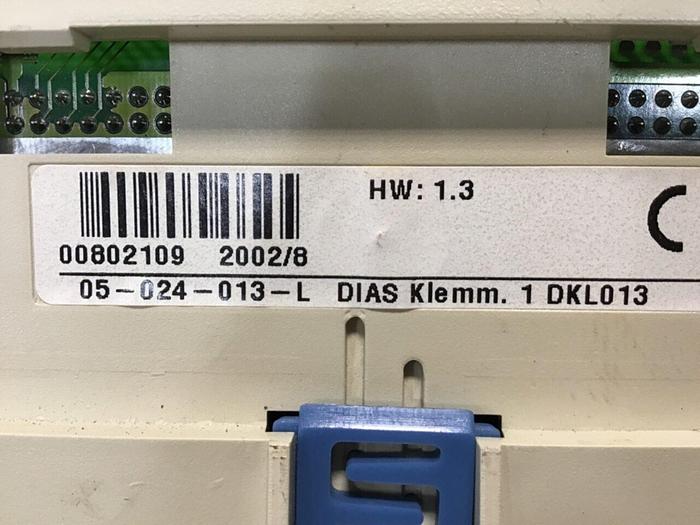 HW: 1.3
00802109 2002/8
05-024-013-L DIAS Klemm. 1 DKL013